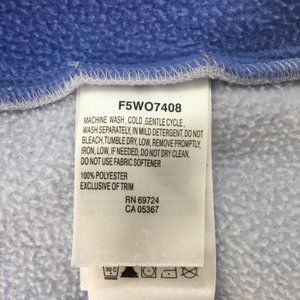 F5WO7408
MACHINE WASH, COLD, GENTLE CYCLE,
WASH SEPARATELY, IN MILD DETERGENT, DO NOT
BLEACH, TUMBLE DRY, LOW, REMOVE PROMPTLY,
IRON, LOW, IF NEEDED, DO NOT DRY CLEAN,
DO NOT USE FABRIC SOFTENER
100% POLYESTER
EXCLUSIVE OF TRIM
RN 69724
CA 05367